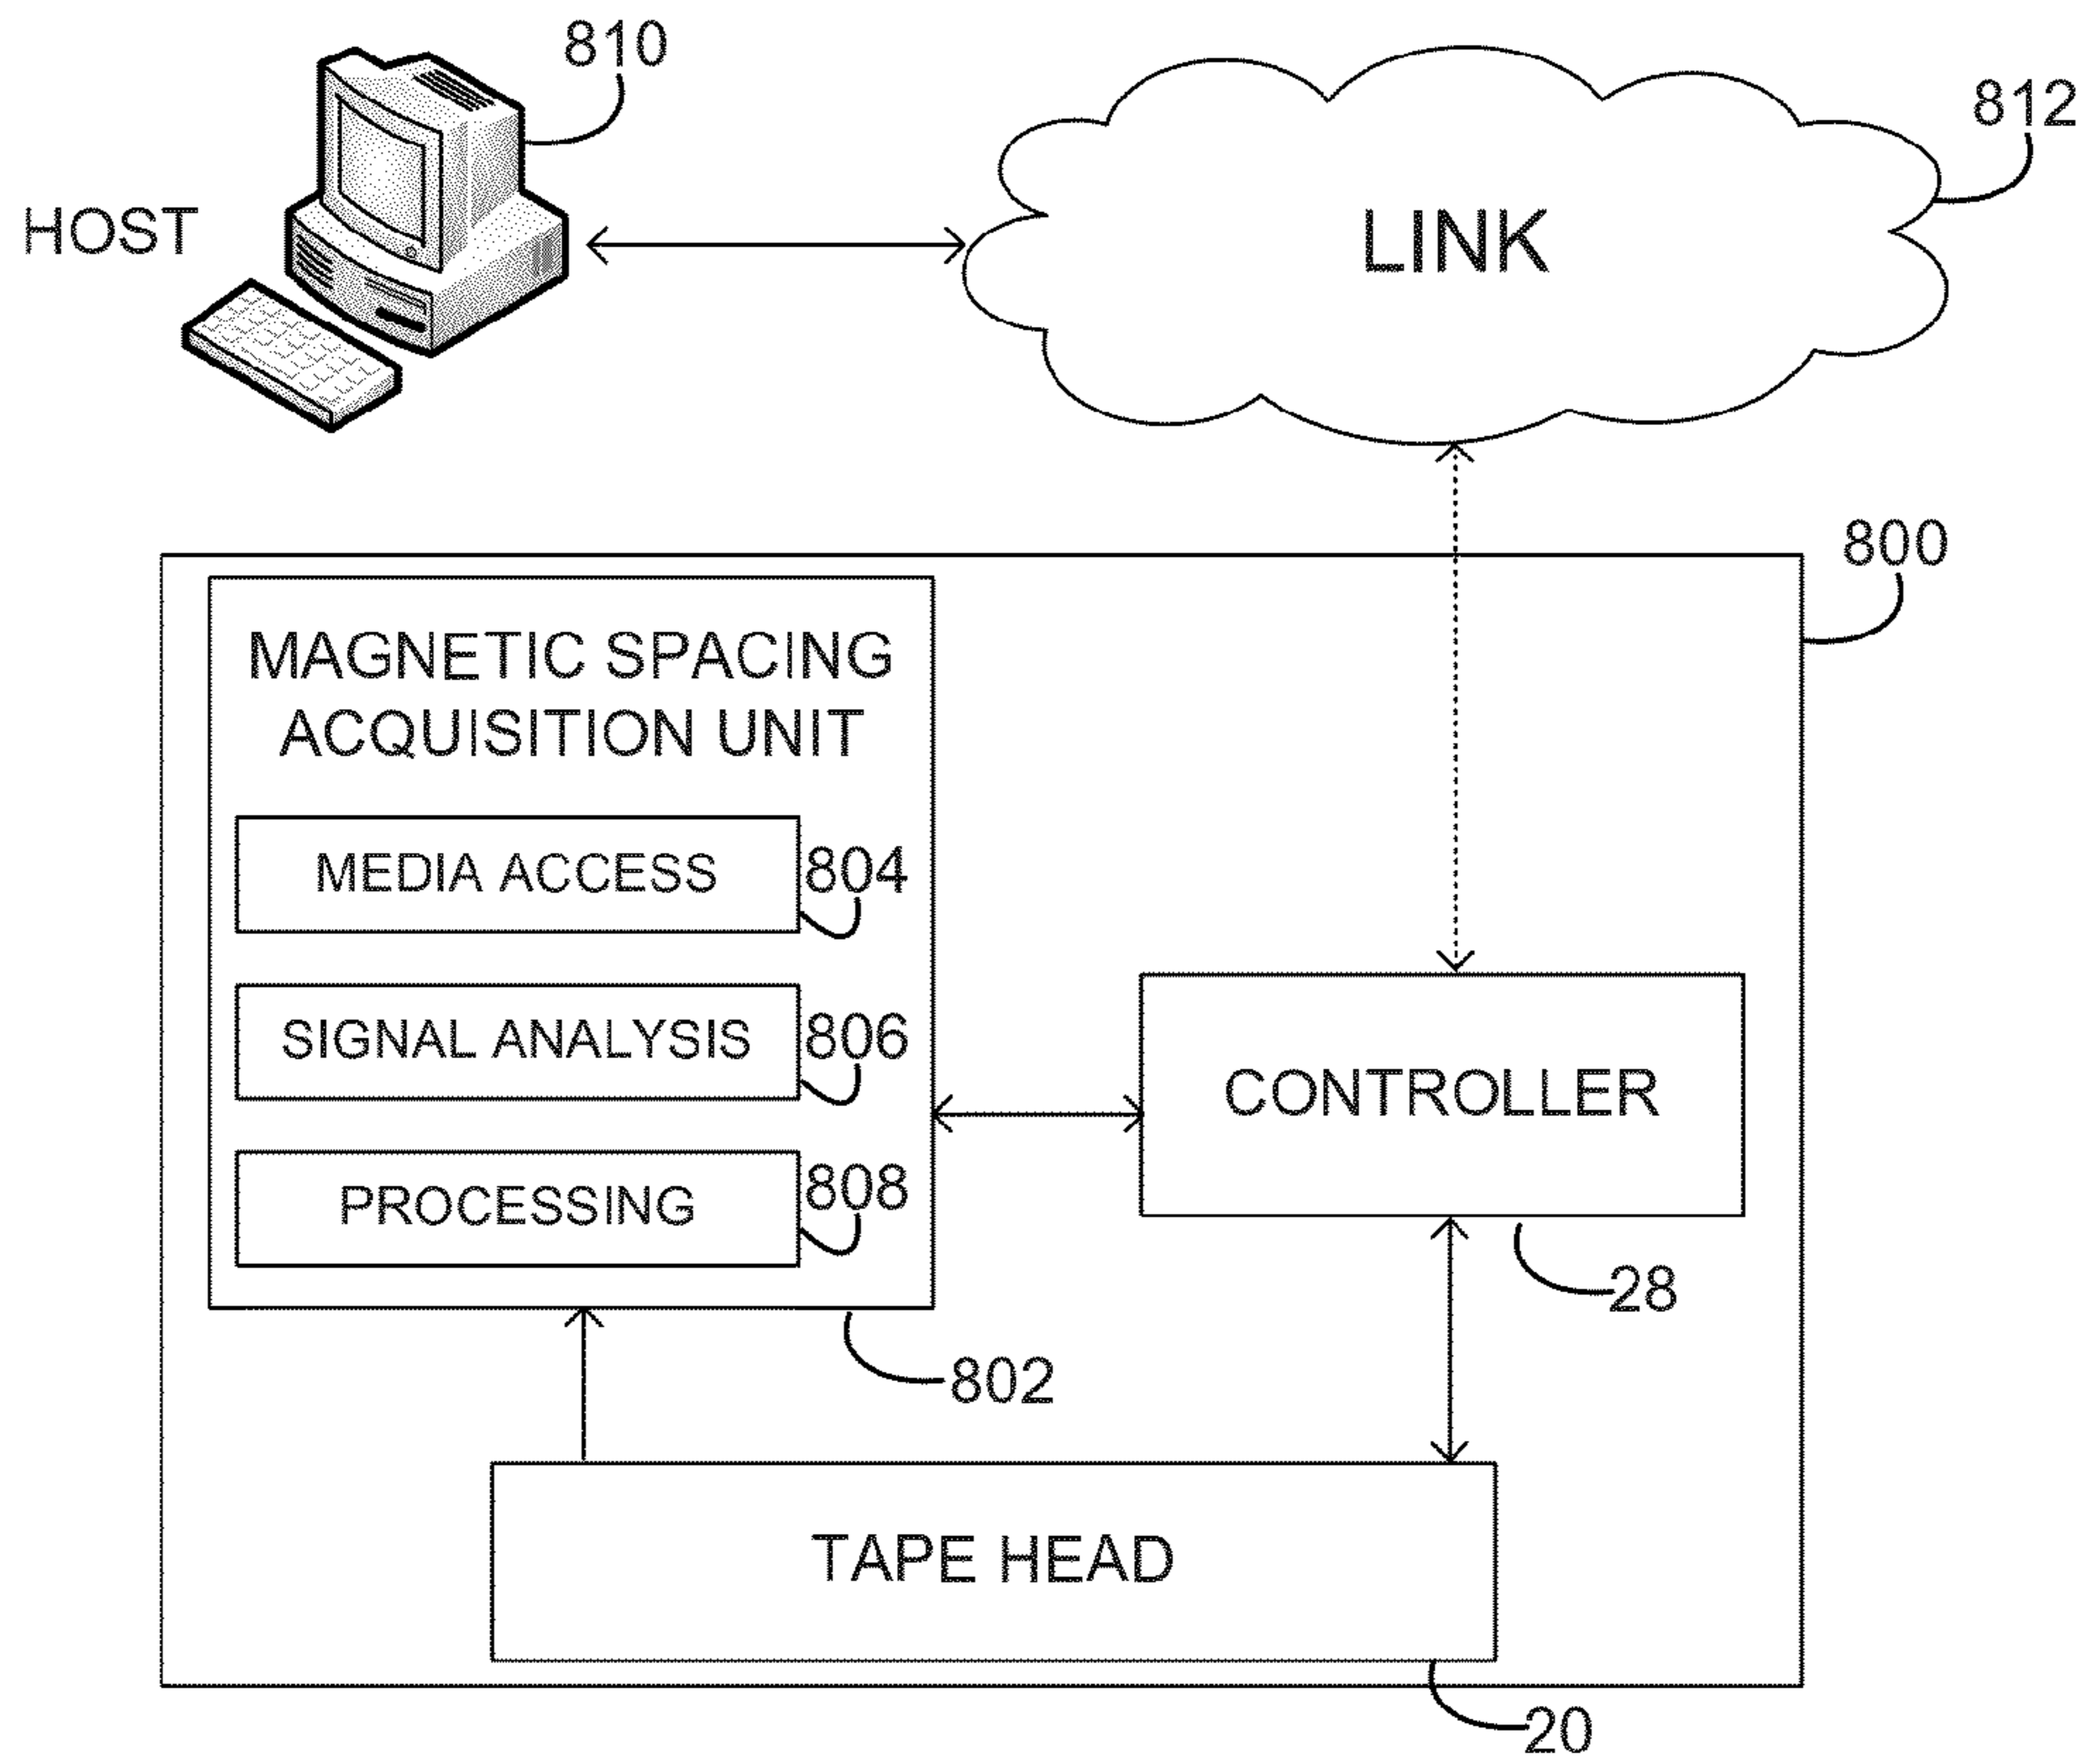 810
812
HOST
LINK
800
MAGNETIC SPACING
ACQUISITION UNIT
MEDIA ACCESS
804
SIGNAL ANALYSIS
806
CONTROLLER
PROCESSING
808
28
802
TAPE HEAD
20